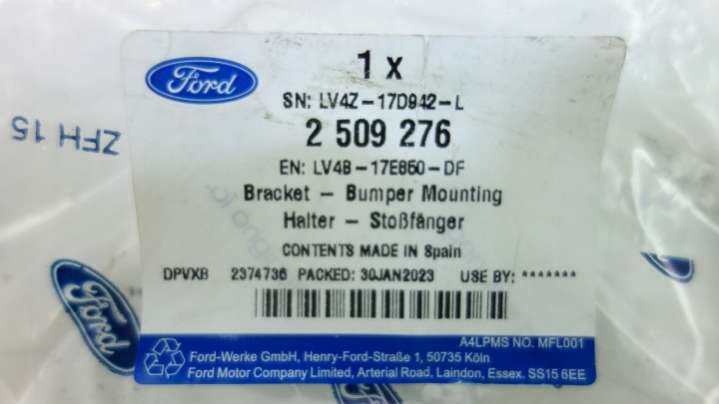 Ford
1 x
SN: LV4Z-17D942-L
2 509 276
EN: LV4B-17E850-DF
Bracket - Bumper Mounting
Halter - Stoßfänger
CONTENTS MADE IN Spain
DPVXB 2374736 PACKED: 30JAN2023 USE BY: *******
A4LPMS NO. MFL001
Ford-Werke GmbH, Henry-Ford-Straße 1, 50735 Köln
Ford Motor Company Limited, Arterial Road, Laindon, Essex. SS15 6EE
ZFH 15
Ford